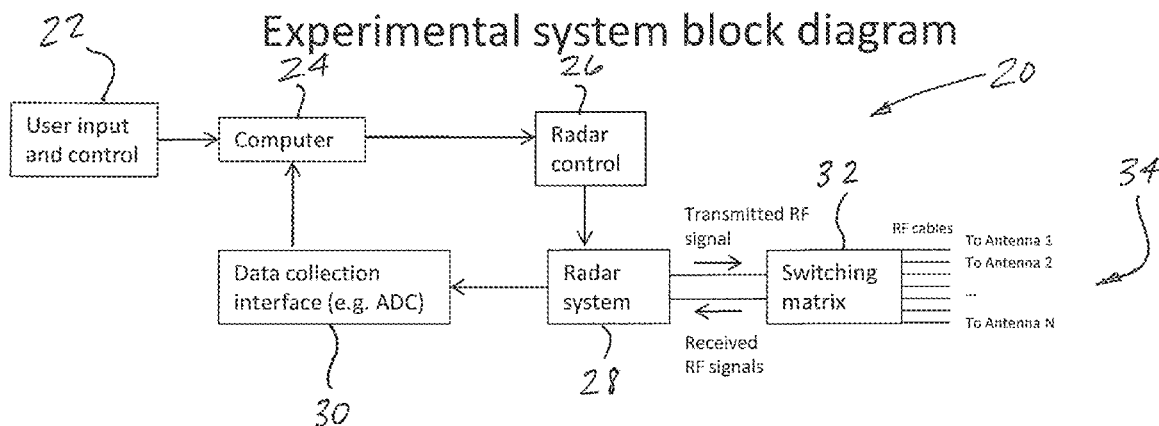 Experimental system block diagram
22
24
26
20
User input
and control
Computer
Radar
control
32
34
Transmitted RF
signal
RF cables
To Antenna 1
To Antenna 2
...
To Antenna N
Data collection
interface (e.g. ADC)
Radar
system
Switching
matrix
Received
RF signals
28
30